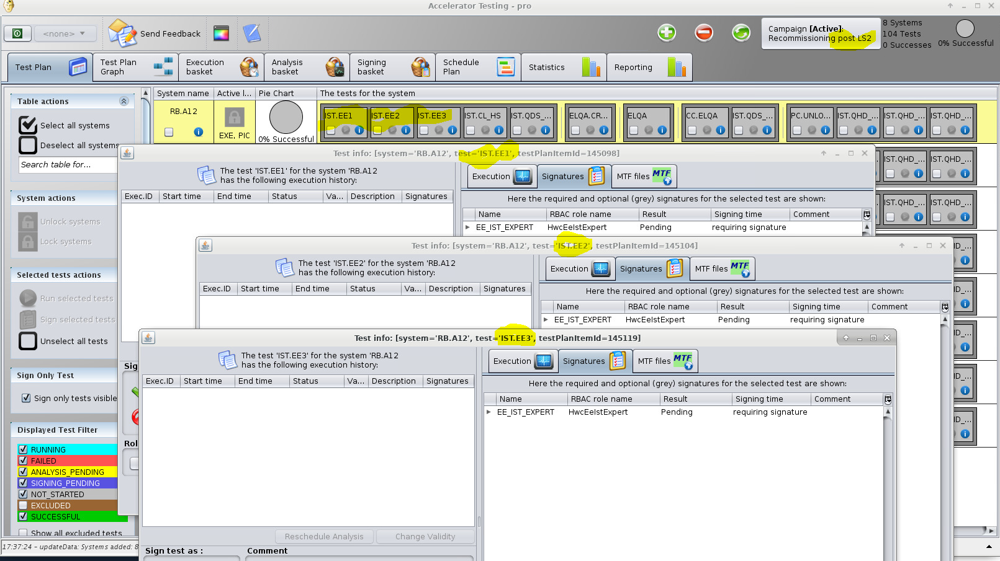 Accelerator Testing - pro
<none>
Send Feedback
Campaign [Active]:
Recommissioning post LS2
8 Systems
104 Tests
0 Successes
0% Successful
Test Plan
Test Plan
Graph
Execution
basket
Analysis
basket
Signing
basket
Schedule
Plan
Statistics
Reporting
Table actions
Select all systems
Deselect all systems
Search table for...
System actions
Unlock systems
Lock systems
Selected tests actions
Run selected tests
Sign selected tests
Unselect all tests
Sign Only Test
Sign only tests visible
Displayed Test Filter
RUNNING
FAILED
ANALYSIS_PENDING
SIGNING_PENDING
NOT_STARTED
EXCLUDED
SUCCESSFUL
Show all excluded tests
17:37:24 - updateData: Systems added: 8
System name
Active I...
Pie Chart
The tests for the system
RB.A12
EXE, PIC
0% Successful
IST.EE1
IST.EE2
IST.EE3
IST.CL_HS
IST.QDS_...
ELQA.CR...
ELQA
CC.ELQA
IST.QDS_...
PC.UNLO...
IST.QHD_...
IST.QHD_...
IST.QHD_...
IST.QHD_...
IST.QHD_...
IST.QHD_...
IST.QHD_...
HD_...
HD_...
HD_...
HD_...
HD_...
Test info: [system='RB.A12', test='IST.EE1', testPlanItemId=145098]
The test 'IST.EE1' for the system 'RB.A12
has the following execution history:
Exec.ID Start time End time Status Va... Description Signatures
Execution
Signatures
MTF files MTF
Here the required and optional (grey) signatures for the selected test are shown:
Name RBAC role name Result Signing time Comment
EE_IST_EXPERT HwcEeIstExpert Pending requiring signature
Sig
Rol
Test info: [system='RB.A12', test='IST.EE2', testPlanItemId=145104]
The test 'IST.EE2' for the system 'RB.A12
has the following execution history:
Exec.ID Start time End time Status Va... Description Signatures
Execution
Signatures
MTF files MTF
Here the required and optional (grey) signatures for the selected test are shown:
Name RBAC role name Result Signing time Comment
EE_IST_EXPERT HwcEeIstExpert Pending requiring signature
Test info: [system='RB.A12', test='IST.EE3', testPlanItemId=145119]
The test 'IST.EE3' for the system 'RB.A12
has the following execution history:
Exec.ID Start time End time Status Va... Description Signatures
Execution
Signatures
MTF files MTF
Here the required and optional (grey) signatures for the selected test are shown:
Name RBAC role name Result Signing time Comment
EE_IST_EXPERT HwcEeIstExpert Pending requiring signature
Reschedule Analysis
Change Validity
Sign test as :
Comment